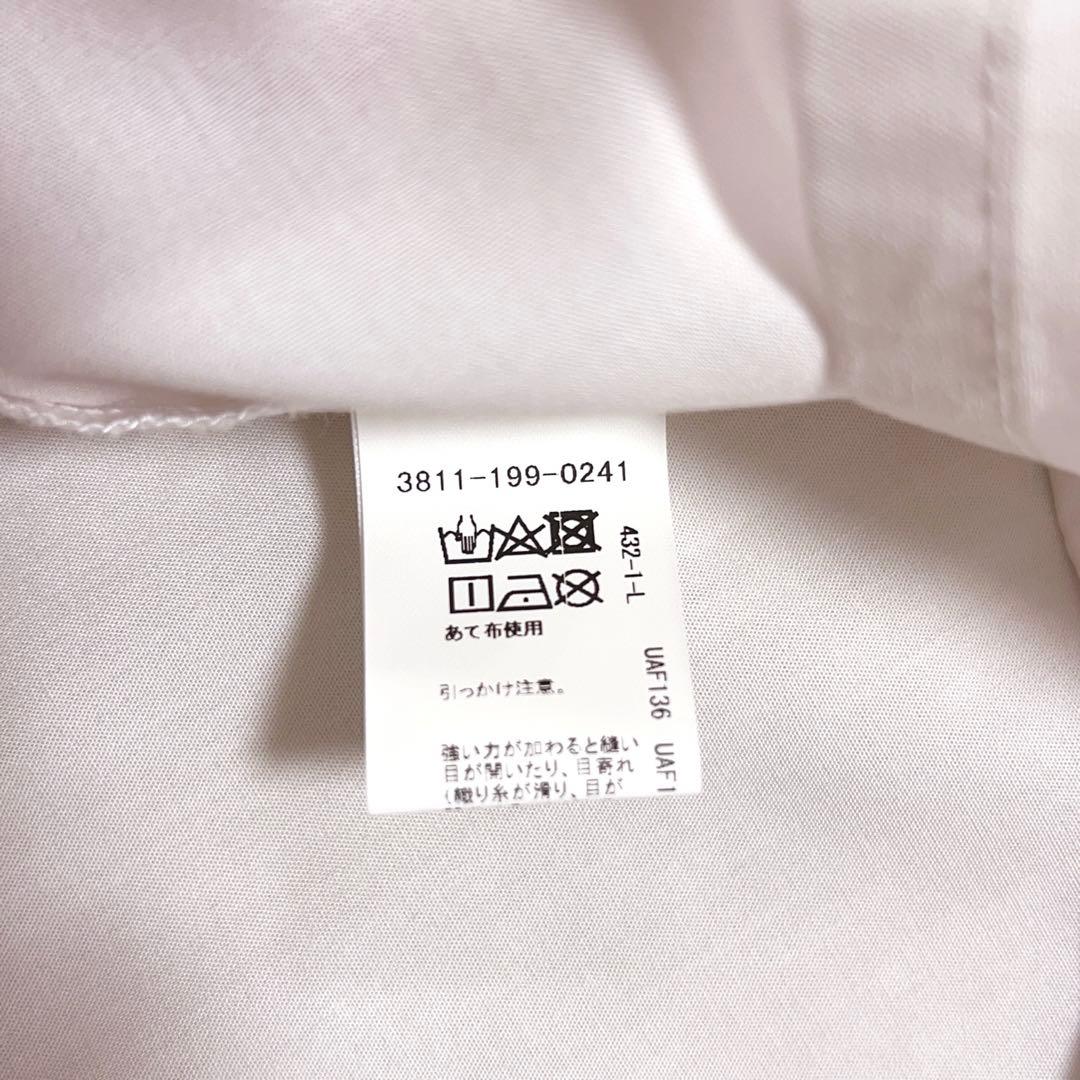 3811-199-0241
あて布使用
引っかけ注意。
強い力が加わると縫い
目が開いたり、目寄れ
(織り糸が滑り、目が
432-1-L
UAF136 UAF1